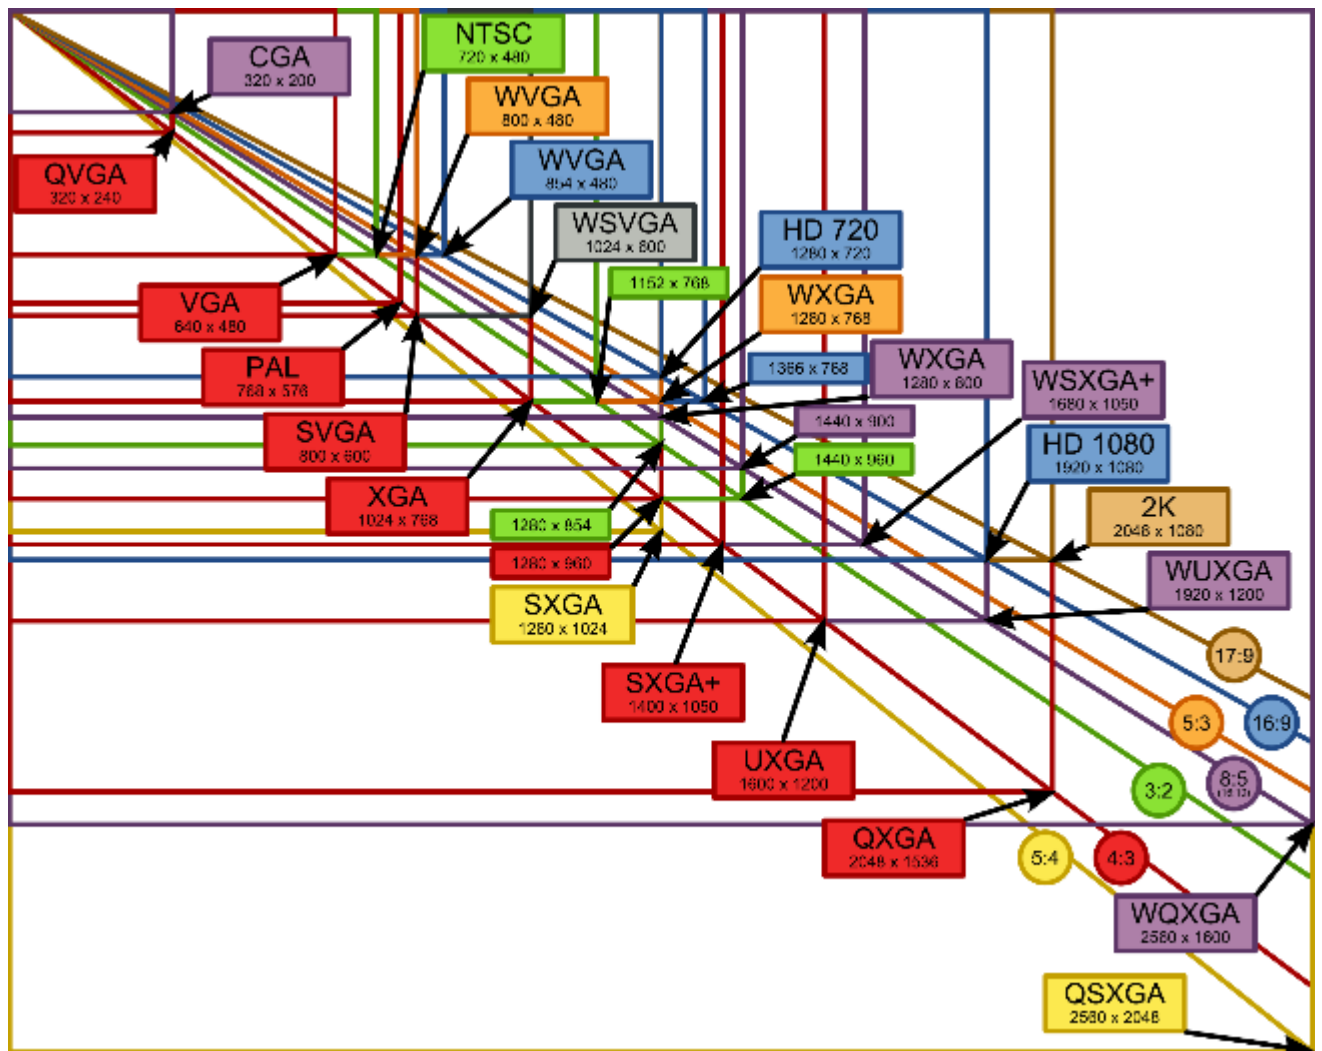 NTSC
720 x 480
CGA
320 x 200
WVGA
800 x 480
WVGA
854 x 480
QVGA
320 x 240
WSVGA
1024 x 600
HD 720
1280 x 720
1152 x 768
WXGA
1280 x 768
VGA
640 x 480
PAL
768 x 576
1366 x 768
WXGA
1280 x 800
WSXGA+
1680 x 1050
1440 x 900
SVGA
800 x 600
HD 1080
1920 x 1080
1440 x 960
XGA
1024 x 768
2K
2048 x 1080
1280 x 854
1280 x 960
WUXGA
1920 x 1200
SXGA
1280 x 1024
17:9
SXGA+
1400 x 1050
5:3
16:9
UXGA
1600 x 1200
3:2
8:5
(16:10)
QXGA
2048 x 1536
5:4
4:3
WQXGA
2560 x 1600
QSXGA
2560 x 2048